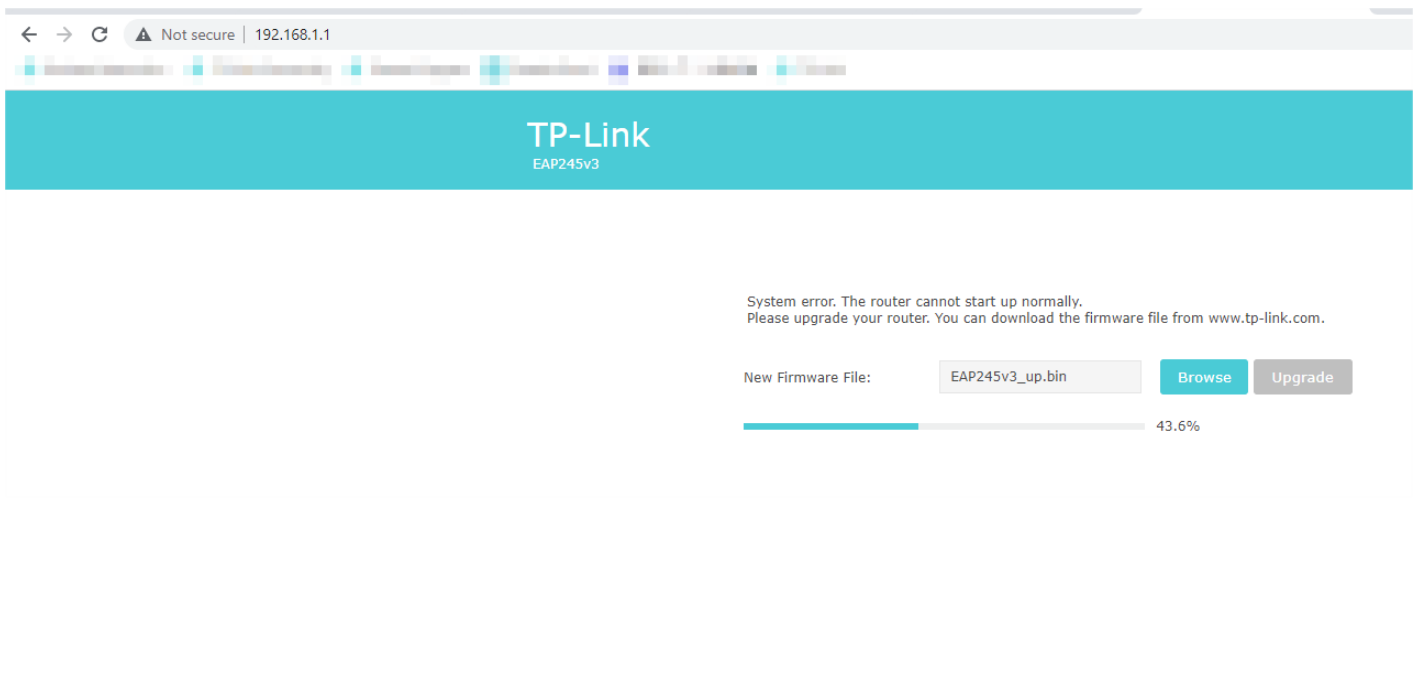 Not secure | 192.168.1.1
TP-Link
EAP245v3
System error. The router cannot start up normally.
Please upgrade your router. You can download the firmware file from www.tp-link.com.
New Firmware File: EAP245v3_up.bin Browse Upgrade
43.6%